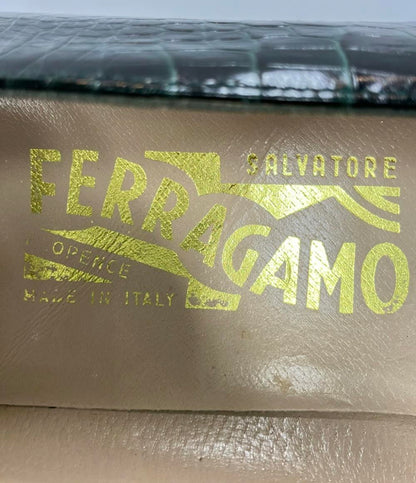 SALVATORE
FERRAGAMO
OPENCE
MADE IN ITALY